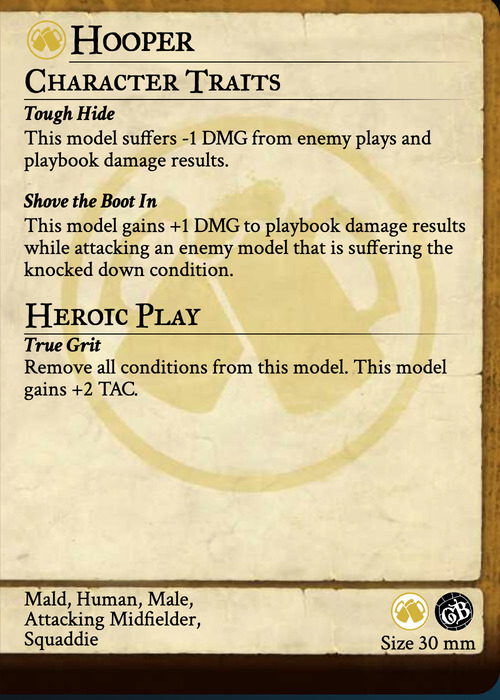 Hooper
Character Traits
Tough Hide
This model suffers -1 DMG from enemy plays and
playbook damage results.
Shove the Boot In
This model gains +1 DMG to playbook damage results
while attacking an enemy model that is suffering the
knocked down condition.
Heroic Play
True Grit
Remove all conditions from this model. This model
gains +2 TAC.
Mald, Human, Male,
Attacking Midfielder,
Squaddie
GB
Size 30 mm